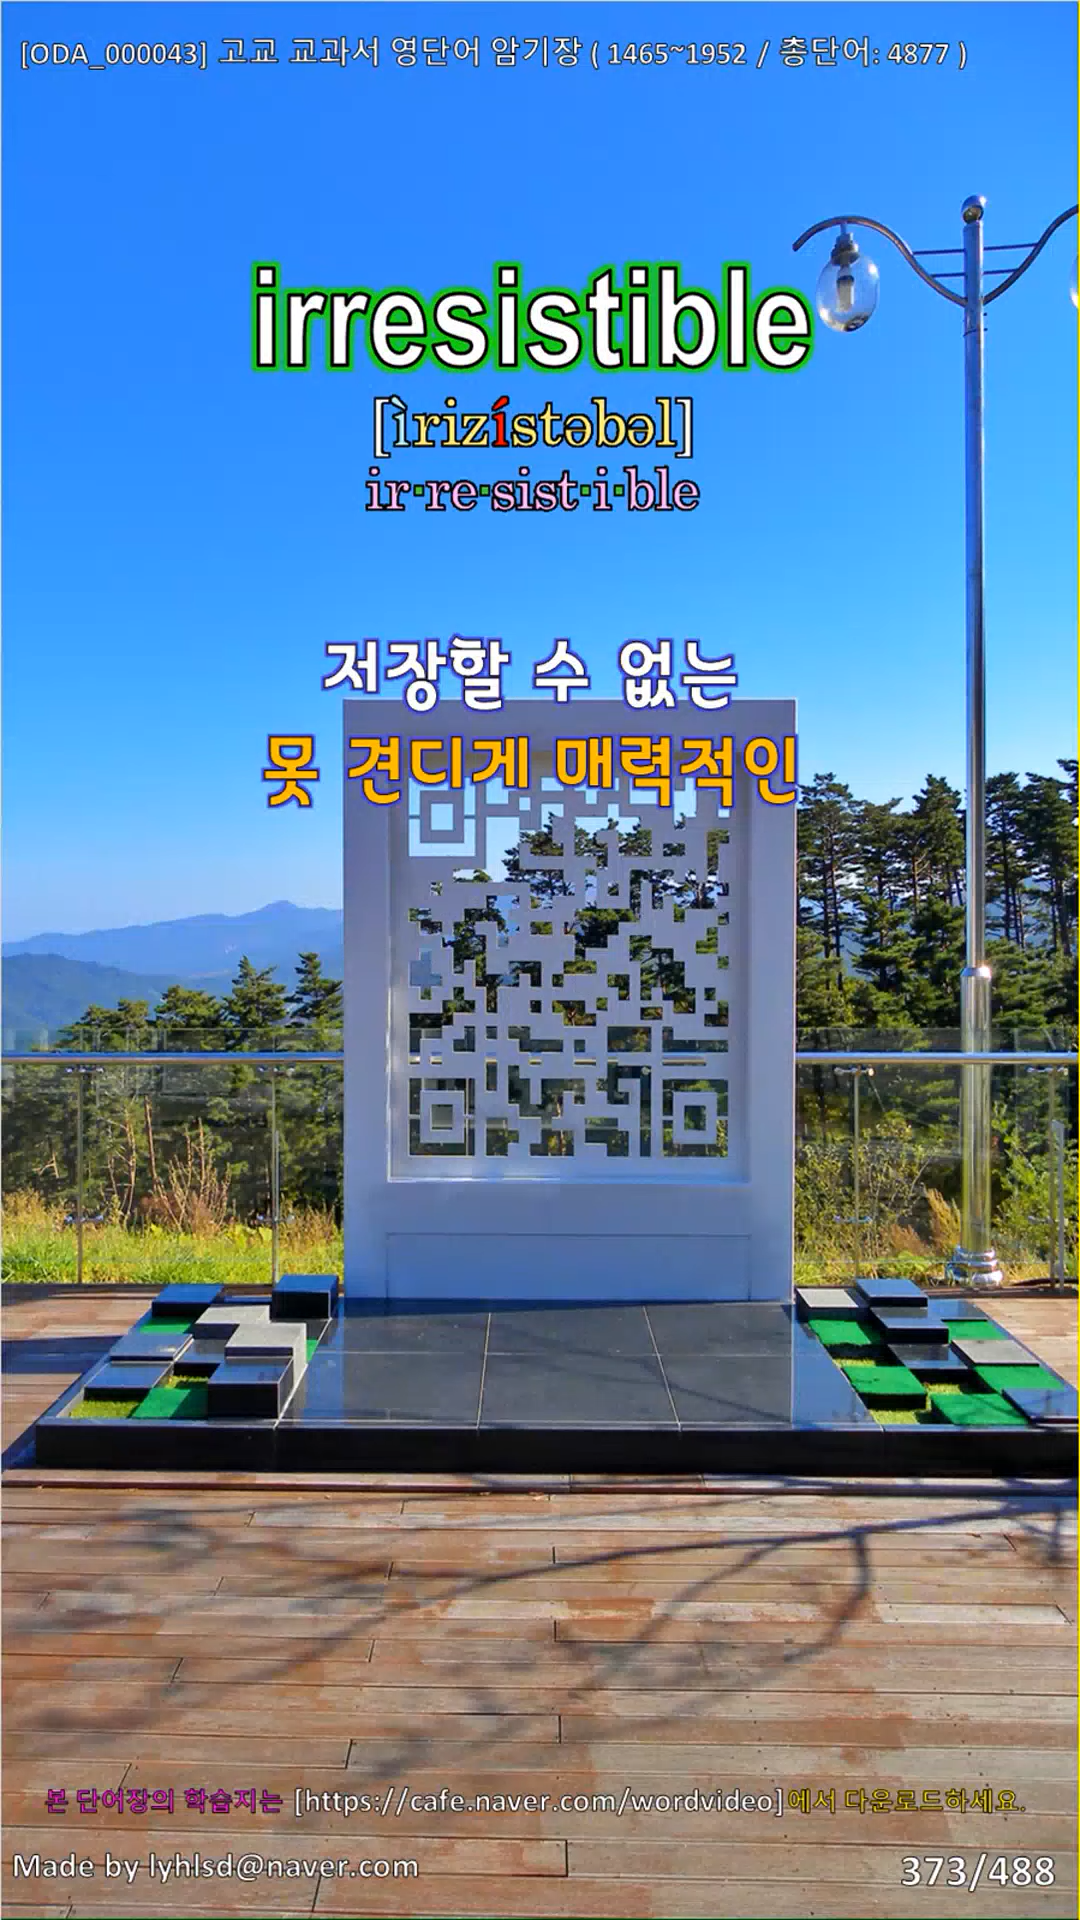 [ODA_000043] 고교 교과서 영단어 암기장 ( 1465~1952 / 총단어: 4877 )
irresistible
[ìrizístəbəl]
ir·re·sist·i·ble
저장할 수 없는
못 견디게 매력적인
본 단어장의 학습지는 [https://cafe.naver.com/wordvideo]에서 다운로드하세요.
Made by lyhlsd@naver.com
373/488